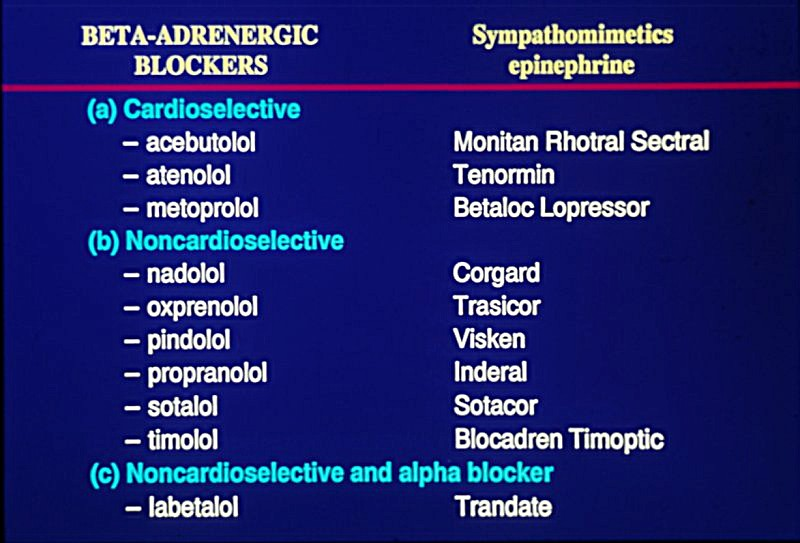 BETA-ADRENERGIC BLOCKERS
Sympathomimetics epinephrine
(a) Cardioselective
– acebutolol Monitan Rhotral Sectral
– atenolol Tenormin
– metoprolol Betaloc Lopressor
(b) Noncardioselective
– nadolol Corgard
– oxprenolol Trasicor
– pindolol Visken
– propranolol Inderal
– sotalol Sotacor
– timolol Blocadren Timoptic
(c) Noncardioselective and alpha blocker
– labetalol Trandate